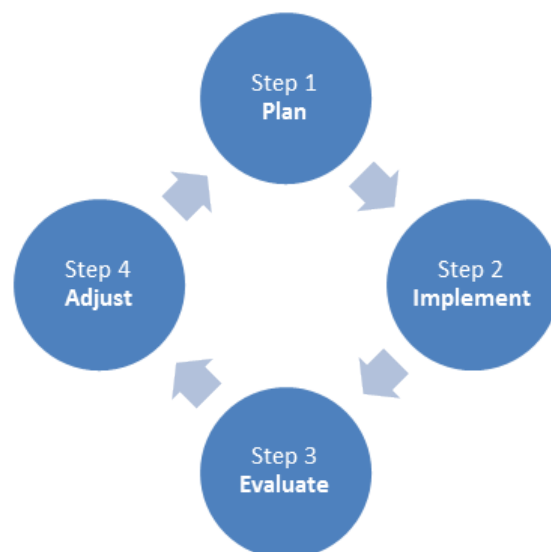 Step 1
Plan
Step 2
Implement
Step 3
Evaluate
Step 4
Adjust